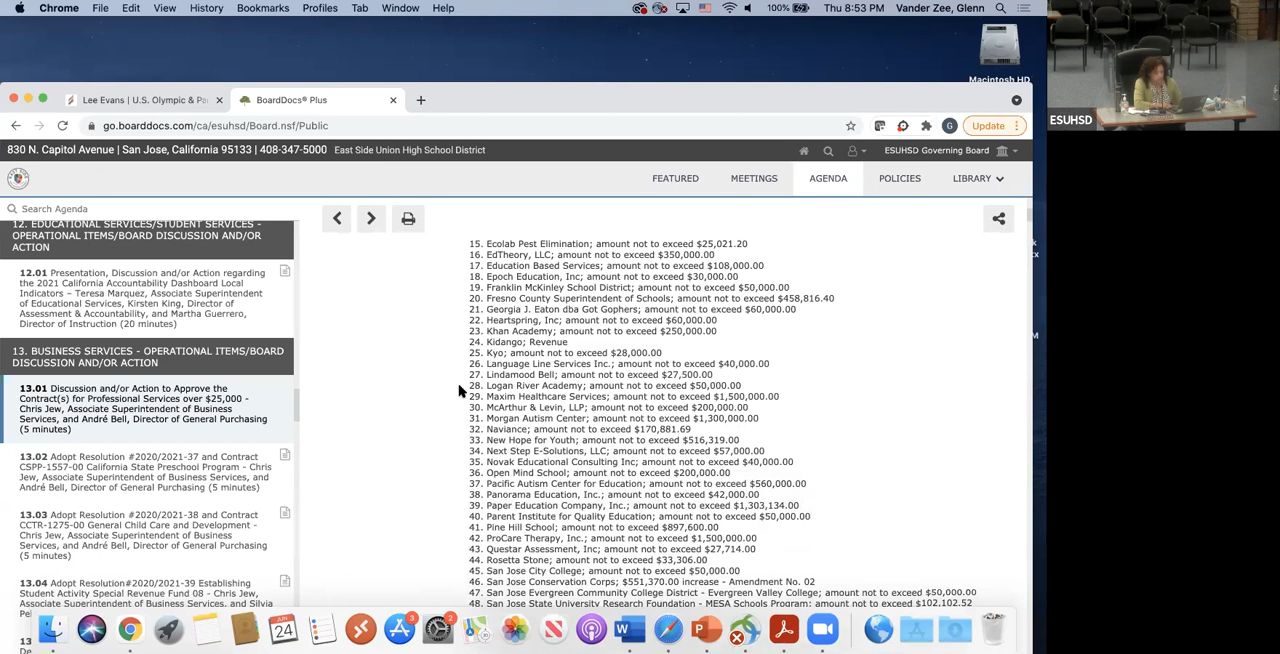 Chrome File Edit View History Bookmarks Profiles Tab Window Help
100% Thu 8:53 PM Vander Zee, Glenn
Macintosh HD
Lee Evans | U.S. Olympic & Pa
BoardDocs® Plus
go.boarddocs.com/ca/esuhsd/Board.nsf/Public
G
Update
ESUHSD
830 N. Capitol Avenue | San Jose, California 95133 | 408-347-5000 East Side Union High School District
ESUHSD Governing Board
FEATURED MEETINGS AGENDA POLICIES LIBRARY
Search Agenda
12. EDUCATIONAL SERVICES/STUDENT SERVICES -
OPERATIONAL ITEMS/BOARD DISCUSSION AND/OR
ACTION
12.01 Presentation, Discussion and/or Action regarding
the 2021 California Accountability Dashboard Local
Indicators – Teresa Marquez, Associate Superintendent
of Educational Services, Kirsten King, Director of
Assessment & Accountability, and Martha Guerrero,
Director of Instruction (20 minutes)
13. BUSINESS SERVICES - OPERATIONAL ITEMS/BOARD
DISCUSSION AND/OR ACTION
13.01 Discussion and/or Action to Approve the
Contract(s) for Professional Services over $25,000 -
Chris Jew, Associate Superintendent of Business
Services, and André Bell, Director of General Purchasing
(5 minutes)
13.02 Adopt Resolution #2020/2021-37 and Contract
CSPP-1557-00 California State Preschool Program - Chris
Jew, Associate Superintendent of Business Services, and
André Bell, Director of General Purchasing (5 minutes)
13.03 Adopt Resolution #2020/2021-38 and Contract
CCTR-1275-00 General Child Care and Development -
Chris Jew, Associate Superintendent of Business
Services, and André Bell, Director of General Purchasing
(5 minutes)
13.04 Adopt Resolution#2020/2021-39 Establishing
Student Activity Special Revenue Fund 08 - Chris Jew,
Associate Superintendent of Business Services, and Silvia
15. Ecolab Pest Elimination; amount not to exceed $25,021.20
16. EdTheory, LLC; amount not to exceed $350,000.00
17. Education Based Services; amount not to exceed $108,000.00
18. Epoch Education, Inc; amount not to exceed $30,000.00
19. Franklin McKinley School District; amount not to exceed $50,000.00
20. Fresno County Superintendent of Schools; amount not to exceed $458,816.40
21. Georgia J. Eaton dba Got Gophers; amount not to exceed $60,000.00
22. Heartspring, Inc; amount not to exceed $60,000.00
23. Khan Academy; amount not to exceed $250,000.00
24. Kidango; Revenue
25. Kyo; amount not to exceed $28,000.00
26. Language Line Services Inc.; amount not to exceed $40,000.00
27. Lindamood Bell; amount not to exceed $27,500.00
28. Logan River Academy; amount not to exceed $50,000.00
29. Maxim Healthcare Services; amount not to exceed $1,500,000.00
30. McArthur & Levin, LLP; amount not to exceed $200,000.00
31. Morgan Autism Center; amount not to exceed $1,300,000.00
32. Naviance; amount not to exceed $170,881.69
33. New Hope for Youth; amount not to exceed $516,319.00
34. Next Step E-Solutions, LLC; amount not to exceed $57,000.00
35. Novak Educational Consulting Inc; amount not to exceed $40,000.00
36. Open Mind School; amount not to exceed $200,000.00
37. Pacific Autism Center for Education; amount not to exceed $560,000.00
38. Panorama Education, Inc.; amount not to exceed $42,000.00
39. Paper Education Company, Inc.; amount not to exceed $1,303,134.00
40. Parent Institute for Quality Education; amount not to exceed $50,000.00
41. Pine Hill School; amount not to exceed $897,600.00
42. ProCare Therapy, Inc.; amount not to exceed $1,500,000.00
43. Questar Assessment, Inc; amount not to exceed $27,714.00
44. Rosetta Stone; amount not to exceed $33,306.00
45. San Jose City College; amount not to exceed $50,000.00
46. San Jose Conservation Corps; $551,370.00 increase - Amendment No. 02
47. San Jose Evergreen Community College District - Evergreen Valley College; amount not to exceed $50,000.00
48. San Jose State University Research Foundation - MESA Schools Program; amount not to exceed $102,102.52
JUN
24
3
2